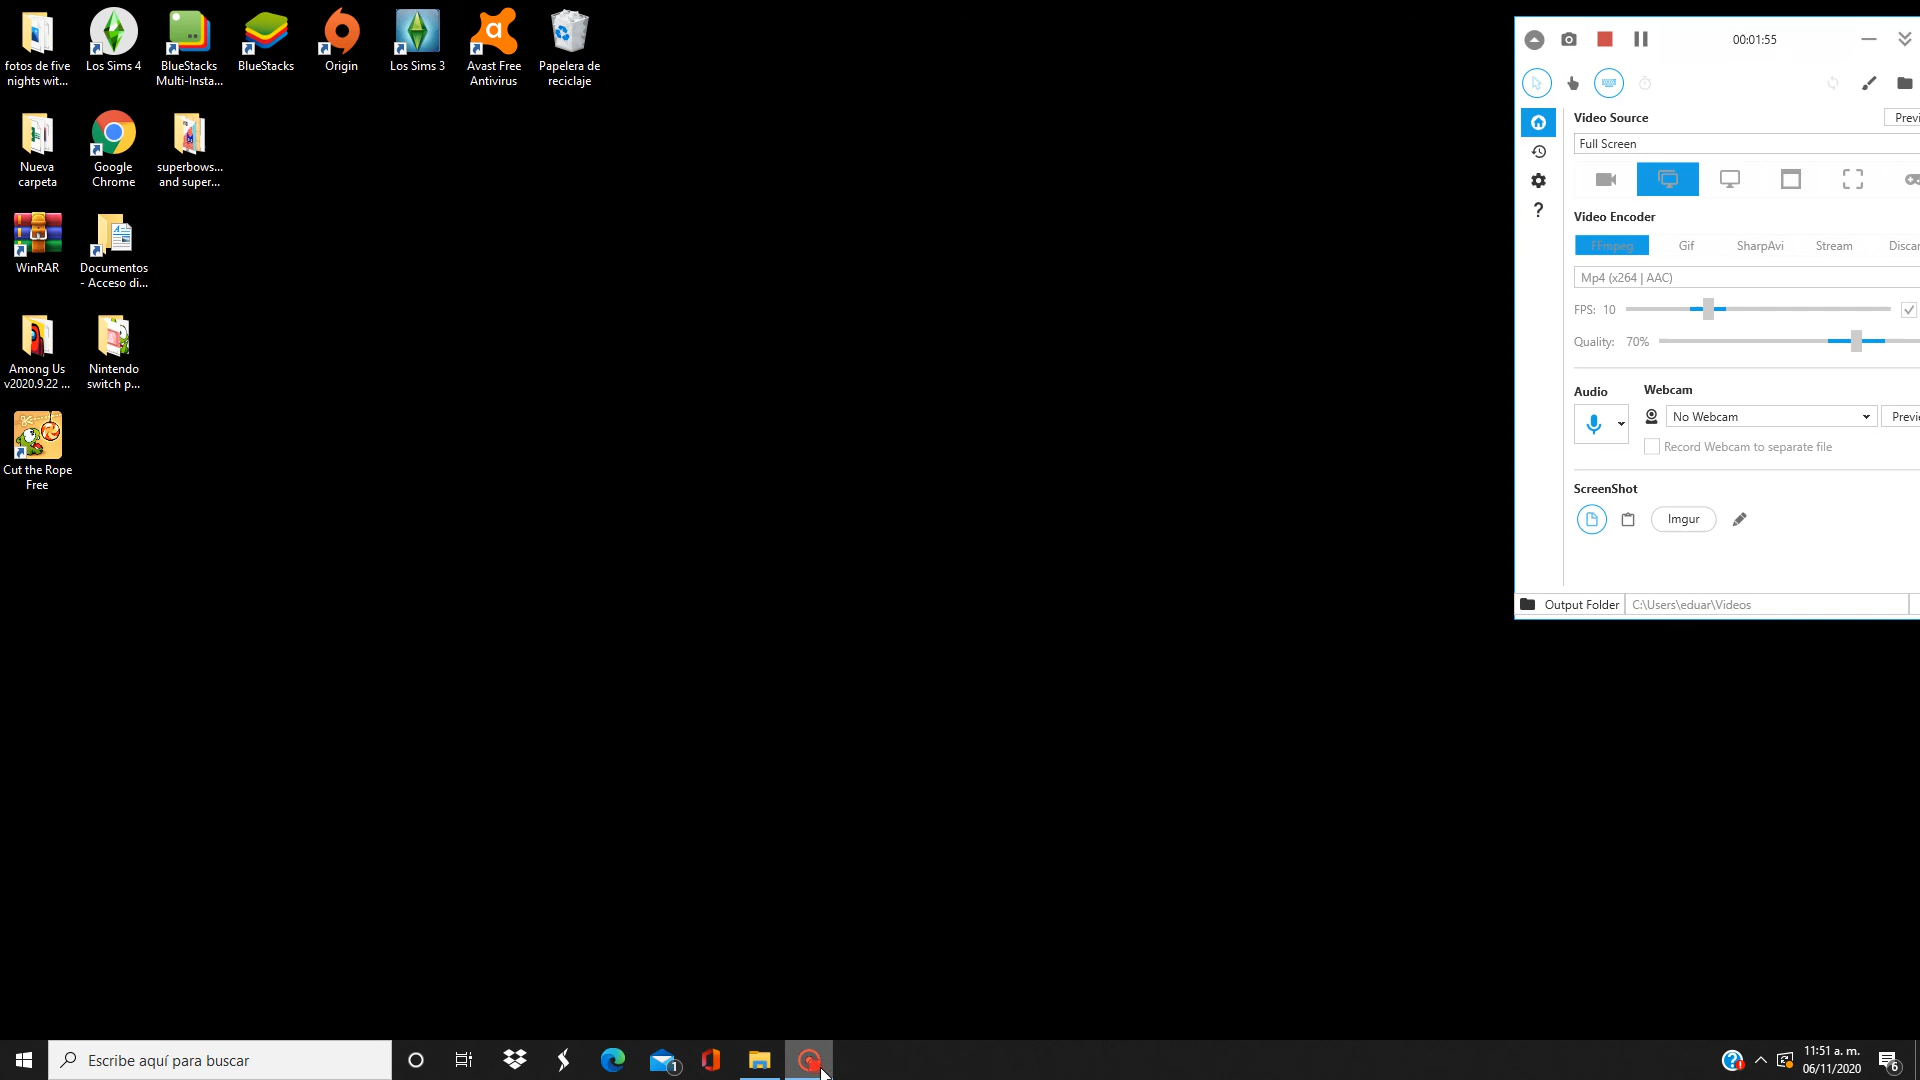 fotos de five
nights wit...
Los Sims 4
BlueStacks
Multi-Insta...
BlueStacks
Origin
Los Sims 3
Avast Free
Antivirus
Papelera de
reciclaje
Nueva
carpeta
Google
Chrome
superbows...
and super...
WinRAR
Documentos
- Acceso di...
Among Us
v2020.9.22 ...
Nintendo
switch p...
Cut the Rope
Free
00:01:55
Video Source
Previ
Full Screen
Video Encoder
FFmpeg
Gif
SharpAvi
Stream
Discar
Mp4 (x264 | AAC)
FPS: 10
Quality: 70%
Audio
Webcam
No Webcam
Previ
Record Webcam to separate file
ScreenShot
Imgur
Output Folder
C:\Users\eduar\Videos
Escribe aquí para buscar
1
11:51 a. m.
06/11/2020
6